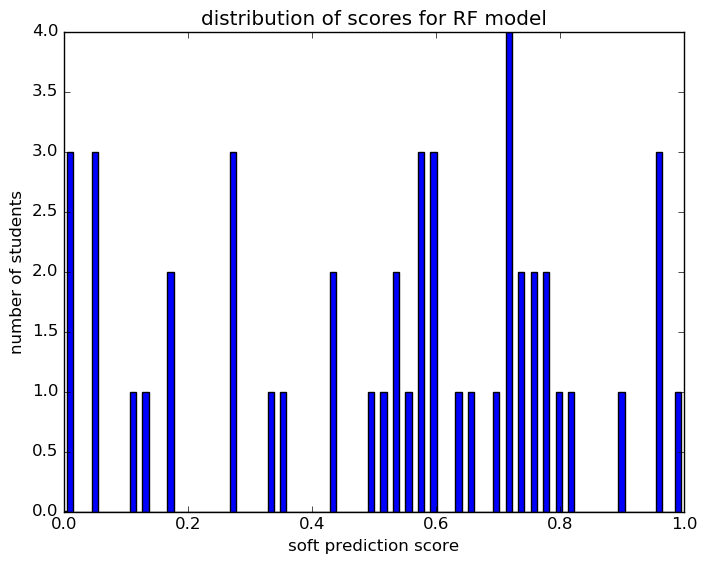 distribution of scores for RF model
4.0
3.5
3.0
2.5
2.0
1.5
1.0
0.5
0.0
number of students
0.0 0.2 0.4 0.6 0.8 1.0
soft prediction score